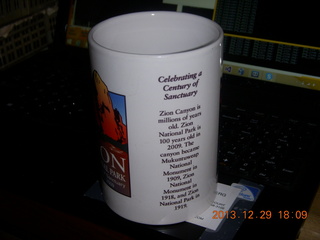 Celebrating a
Century of
Sanctuary
Zion Canyon is
millions of years
old. Zion
National Park is
100 years old in
2009. The
canyon became
Mukuntuweap
National
Monument in
1909, Zion
National
Monument in
1918, and Zion
National Park in
1919.
ON
PARK
2013.12.29 18:09